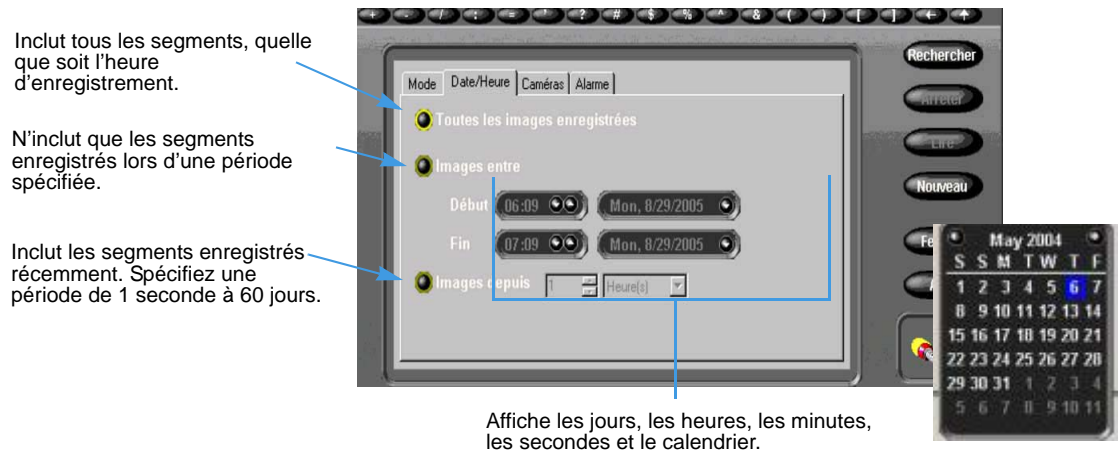 + - / : = ' ? # $ % ^ & ( ) [ ]
Inclut tous les segments, quelle
que soit l'heure
d'enregistrement.
N'inclut que les segments
enregistrés lors d'une période
spécifiée.
Inclut les segments enregistrés
récemment. Spécifiez une
période de 1 seconde à 60 jours.
Mode Date/Heure Caméras Alarme
Toutes les images enregistrées
Images entre
Début 06:09 Mon, 8/29/2005
Fin 07:09 Mon, 8/29/2005
Images depuis 1 Heure(s)
Rechercher
Arrêter
Lire
Nouveau
Fe
A
May 2004
S S M T W T F
1 2 3 4 5 6 7
8 9 10 11 12 13 14
15 16 17 18 19 20 21
22 23 24 25 26 27 28
29 30 31 1 2 3 4
5 6 7 8 9 10 11
Affiche les jours, les heures, les minutes,
les secondes et le calendrier.